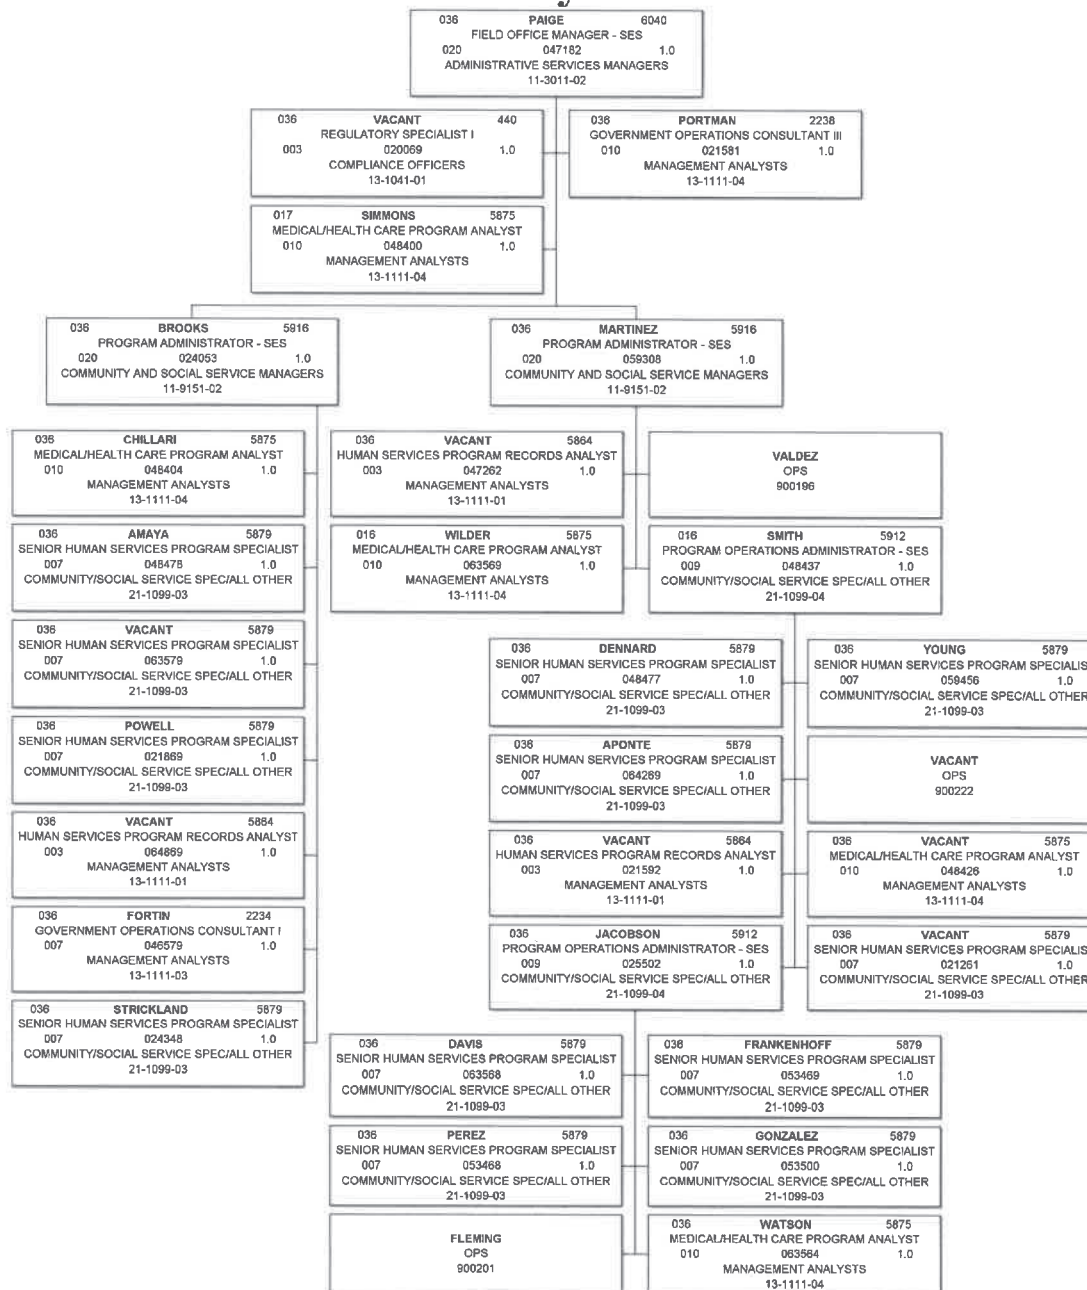 036 PAIGE 6040
FIELD OFFICE MANAGER - SES
020 047182 1.0
ADMINISTRATIVE SERVICES MANAGERS
11-3011-02
036 VACANT 440
REGULATORY SPECIALIST I
003 020069 1.0
COMPLIANCE OFFICERS
13-1041-01
036 PORTMAN 2238
GOVERNMENT OPERATIONS CONSULTANT III
010 021581 1.0
MANAGEMENT ANALYSTS
13-1111-04
017 SIMMONS 5875
MEDICAL/HEALTH CARE PROGRAM ANALYST
010 048400 1.0
MANAGEMENT ANALYSTS
13-1111-04
036 BROOKS 5916
PROGRAM ADMINISTRATOR - SES
020 024053 1.0
COMMUNITY AND SOCIAL SERVICE MANAGERS
11-9151-02
036 MARTINEZ 5916
PROGRAM ADMINISTRATOR - SES
020 059308 1.0
COMMUNITY AND SOCIAL SERVICE MANAGERS
11-9151-02
036 CHILLARI 5875
MEDICAL/HEALTH CARE PROGRAM ANALYST
010 048404 1.0
MANAGEMENT ANALYSTS
13-1111-04
036 VACANT 5864
HUMAN SERVICES PROGRAM RECORDS ANALYST
003 047262 1.0
MANAGEMENT ANALYSTS
13-1111-01
VALDEZ
OPS
900196
036 AMAYA 5879
SENIOR HUMAN SERVICES PROGRAM SPECIALIST
007 048478 1.0
COMMUNITY/SOCIAL SERVICE SPEC/ALL OTHER
21-1099-03
016 WILDER 5875
MEDICAL/HEALTH CARE PROGRAM ANALYST
010 063569 1.0
MANAGEMENT ANALYSTS
13-1111-04
016 SMITH 5912
PROGRAM OPERATIONS ADMINISTRATOR - SES
009 048437 1.0
COMMUNITY/SOCIAL SERVICE SPEC/ALL OTHER
21-1099-04
036 VACANT 5879
SENIOR HUMAN SERVICES PROGRAM SPECIALIST
007 063579 1.0
COMMUNITY/SOCIAL SERVICE SPEC/ALL OTHER
21-1099-03
036 DENNARD 5879
SENIOR HUMAN SERVICES PROGRAM SPECIALIST
007 048477 1.0
COMMUNITY/SOCIAL SERVICE SPEC/ALL OTHER
21-1099-03
036 YOUNG 5879
SENIOR HUMAN SERVICES PROGRAM SPECIALIS
007 059456 1.0
COMMUNITY/SOCIAL SERVICE SPEC/ALL OTHER
21-1099-03
036 POWELL 5879
SENIOR HUMAN SERVICES PROGRAM SPECIALIST
007 021869 1.0
COMMUNITY/SOCIAL SERVICE SPEC/ALL OTHER
21-1099-03
036 APONTE 5879
SENIOR HUMAN SERVICES PROGRAM SPECIALIST
007 064269 1.0
COMMUNITY/SOCIAL SERVICE SPEC/ALL OTHER
21-1099-03
VACANT
OPS
900222
036 VACANT 5864
HUMAN SERVICES PROGRAM RECORDS ANALYST
003 064869 1.0
MANAGEMENT ANALYSTS
13-1111-01
036 VACANT 5864
HUMAN SERVICES PROGRAM RECORDS ANALYST
003 021592 1.0
MANAGEMENT ANALYSTS
13-1111-01
036 VACANT 5875
MEDICAL/HEALTH CARE PROGRAM ANALYST
010 048426 1.0
MANAGEMENT ANALYSTS
13-1111-04
036 FORTIN 2234
GOVERNMENT OPERATIONS CONSULTANT I
007 046579 1.0
MANAGEMENT ANALYSTS
13-1111-03
036 JACOBSON 5912
PROGRAM OPERATIONS ADMINISTRATOR - SES
009 025502 1.0
COMMUNITY/SOCIAL SERVICE SPEC/ALL OTHER
21-1099-04
036 VACANT 5879
SENIOR HUMAN SERVICES PROGRAM SPECIALIS
007 021261 1.0
COMMUNITY/SOCIAL SERVICE SPEC/ALL OTHER
21-1099-03
036 STRICKLAND 5879
SENIOR HUMAN SERVICES PROGRAM SPECIALIST
007 024348 1.0
COMMUNITY/SOCIAL SERVICE SPEC/ALL OTHER
21-1099-03
036 DAVIS 5879
SENIOR HUMAN SERVICES PROGRAM SPECIALIST
007 063568 1.0
COMMUNITY/SOCIAL SERVICE SPEC/ALL OTHER
21-1099-03
036 FRANKENHOFF 5879
SENIOR HUMAN SERVICES PROGRAM SPECIALIST
007 053469 1.0
COMMUNITY/SOCIAL SERVICE SPEC/ALL OTHER
21-1099-03
036 PEREZ 5879
SENIOR HUMAN SERVICES PROGRAM SPECIALIST
007 053468 1.0
COMMUNITY/SOCIAL SERVICE SPEC/ALL OTHER
21-1099-03
036 GONZALEZ 5879
SENIOR HUMAN SERVICES PROGRAM SPECIALIST
007 053500 1.0
COMMUNITY/SOCIAL SERVICE SPEC/ALL OTHER
21-1099-03
FLEMING
OPS
900201
036 WATSON 5875
MEDICAL/HEALTH CARE PROGRAM ANALYST
010 063564 1.0
MANAGEMENT ANALYSTS
13-1111-04